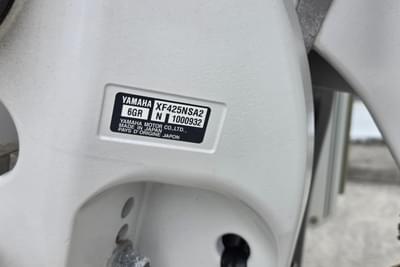 YAMAHA XF425NSA2
6GR N 1000932
YAMAHA MOTOR CO.,LTD.
MADE IN JAPAN
PAYS D'ORIGINE JAPON